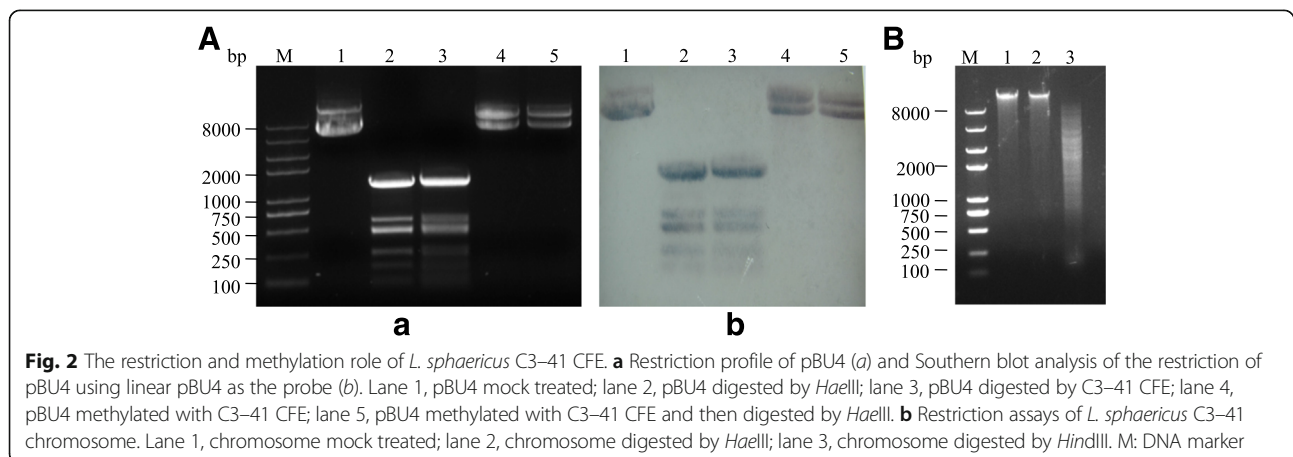 A
bp M 1 2 3 4 5
8000
2000
1000
750
500
250
100
a
1 2 3 4 5
b
B
bp M 1 2 3
8000
2000
1000
750
500
250
100
Fig. 2 The restriction and methylation role of L. sphaericus C3–41 CFE. a Restriction profile of pBU4 (a) and Southern blot analysis of the restriction of
pBU4 using linear pBU4 as the probe (b). Lane 1, pBU4 mock treated; lane 2, pBU4 digested by HaeIII; lane 3, pBU4 digested by C3–41 CFE; lane 4,
pBU4 methylated with C3–41 CFE; lane 5, pBU4 methylated with C3–41 CFE and then digested by HaeIII. b Restriction assays of L. sphaericus C3–41
chromosome. Lane 1, chromosome mock treated; lane 2, chromosome digested by HaeIII; lane 3, chromosome digested by HindIII. M: DNA marker